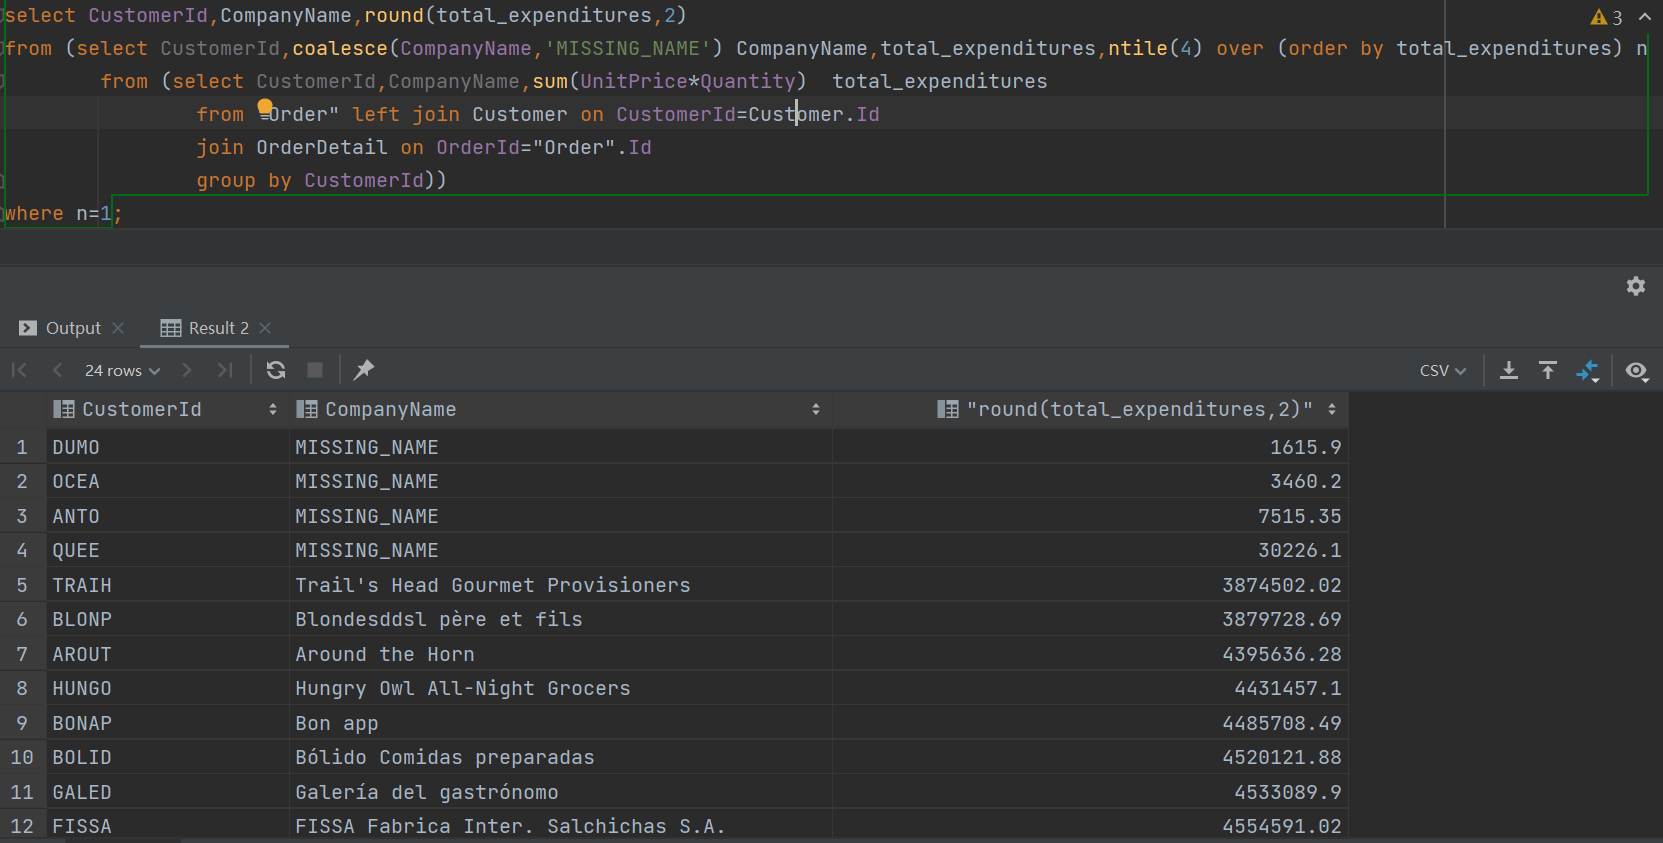 select CustomerId,CompanyName,round(total_expenditures,2)
3
from (select CustomerId,coalesce(CompanyName,'MISSING_NAME') CompanyName,total_expenditures,ntile(4) over (order by total_expenditures) n
from (select CustomerId,CompanyName,sum(UnitPrice*Quantity)  total_expenditures
from Order" left join Customer on CustomerId=Customer.Id
join OrderDetail on OrderId="Order".Id
group by CustomerId))
where n=1;
Output Result 2
24 rows CSV
CustomerId CompanyName "round(total_expenditures,2)"
1 DUMO MISSING_NAME 1615.9
2 OCEA MISSING_NAME 3460.2
3 ANTO MISSING_NAME 7515.35
4 QUEE MISSING_NAME 30226.1
5 TRAIH Trail's Head Gourmet Provisioners 3874502.02
6 BLONP Blondesddsl père et fils 3879728.69
7 AROUT Around the Horn 4395636.28
8 HUNGO Hungry Owl All-Night Grocers 4431457.1
9 BONAP Bon app 4485708.49
10 BOLID Bólido Comidas preparadas 4520121.88
11 GALED Galería del gastrónomo 4533089.9
12 FISSA FISSA Fabrica Inter. Salchichas S.A. 4554591.02